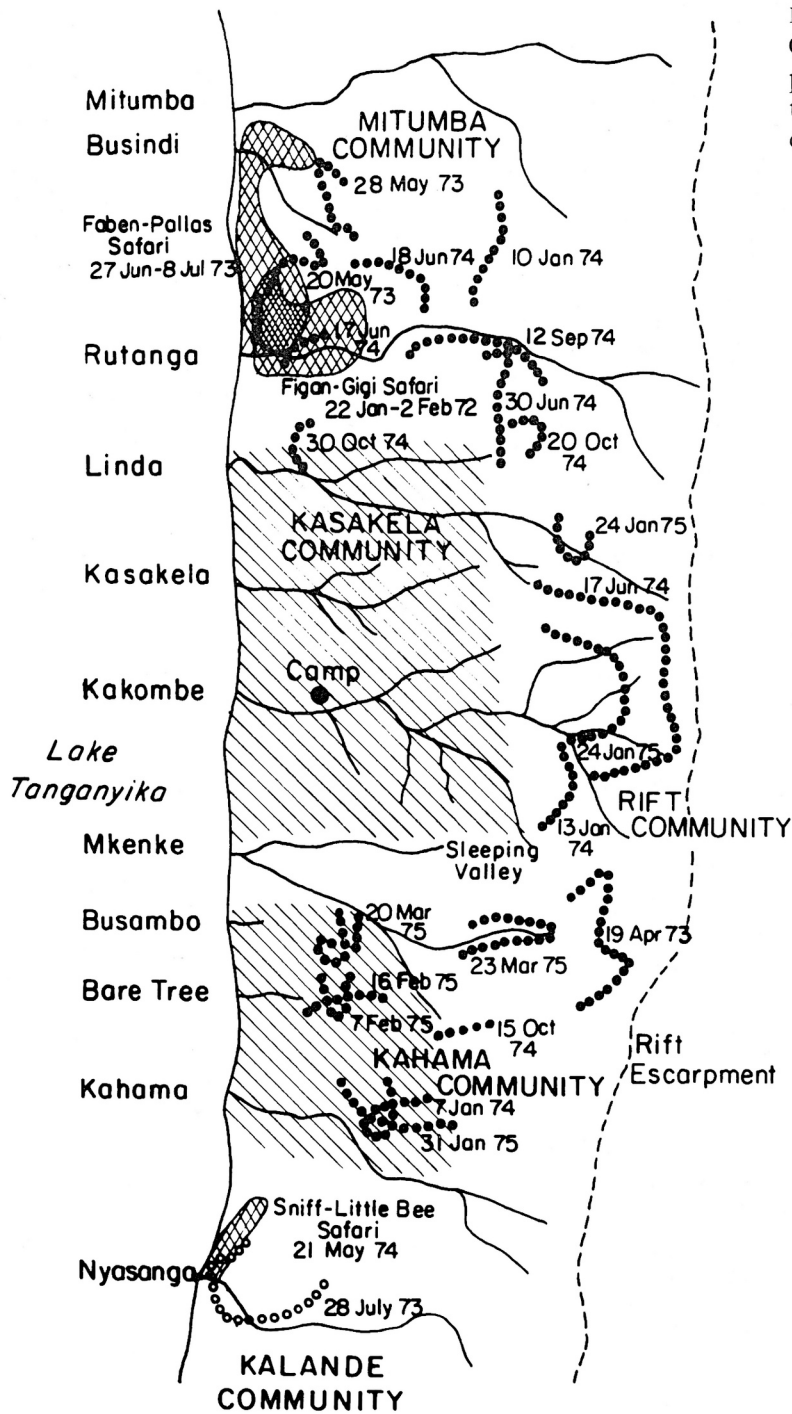 Mitumba
Busindi
MITUMBA
COMMUNITY
28 May 73
Faben-Pallas
Safari
27 Jun-8 Jul 73
20 May
73
18 Jun 74
10 Jan 74
17 Jun
74
12 Sep 74
Rutanga
Figan-Gigi Safari
22 Jan-2 Feb 72
30 Jun 74
30 Oct 74
20 Oct
74
Linda
KASAKELA
COMMUNITY
24 Jan 75
Kasakela
17 Jun 74
Camp
Kakombe
Lake
Tanganyika
24 Jan 75
RIFT
COMMUNITY
13 Jan
74
Mkenke
Sleeping
Valley
Busambo
20 Mar
75
19 Apr 73
23 Mar 75
Bare Tree
16 Feb 75
7 Feb 75
15 Oct
74
KAHAMA
COMMUNITY
Rift
Escarpment
Kahama
7 Jan 74
31 Jan 75
Sniff-Little Bee
Safari
21 May 74
Nyasanga
28 July 73
KALANDE
COMMUNITY